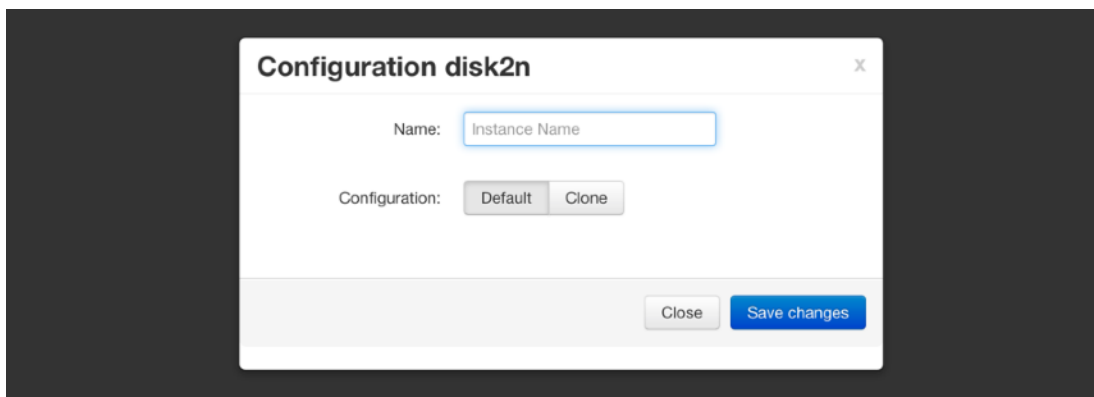 Configuration disk2n x
Name: Instance Name
Configuration: Default Clone
Close Save changes